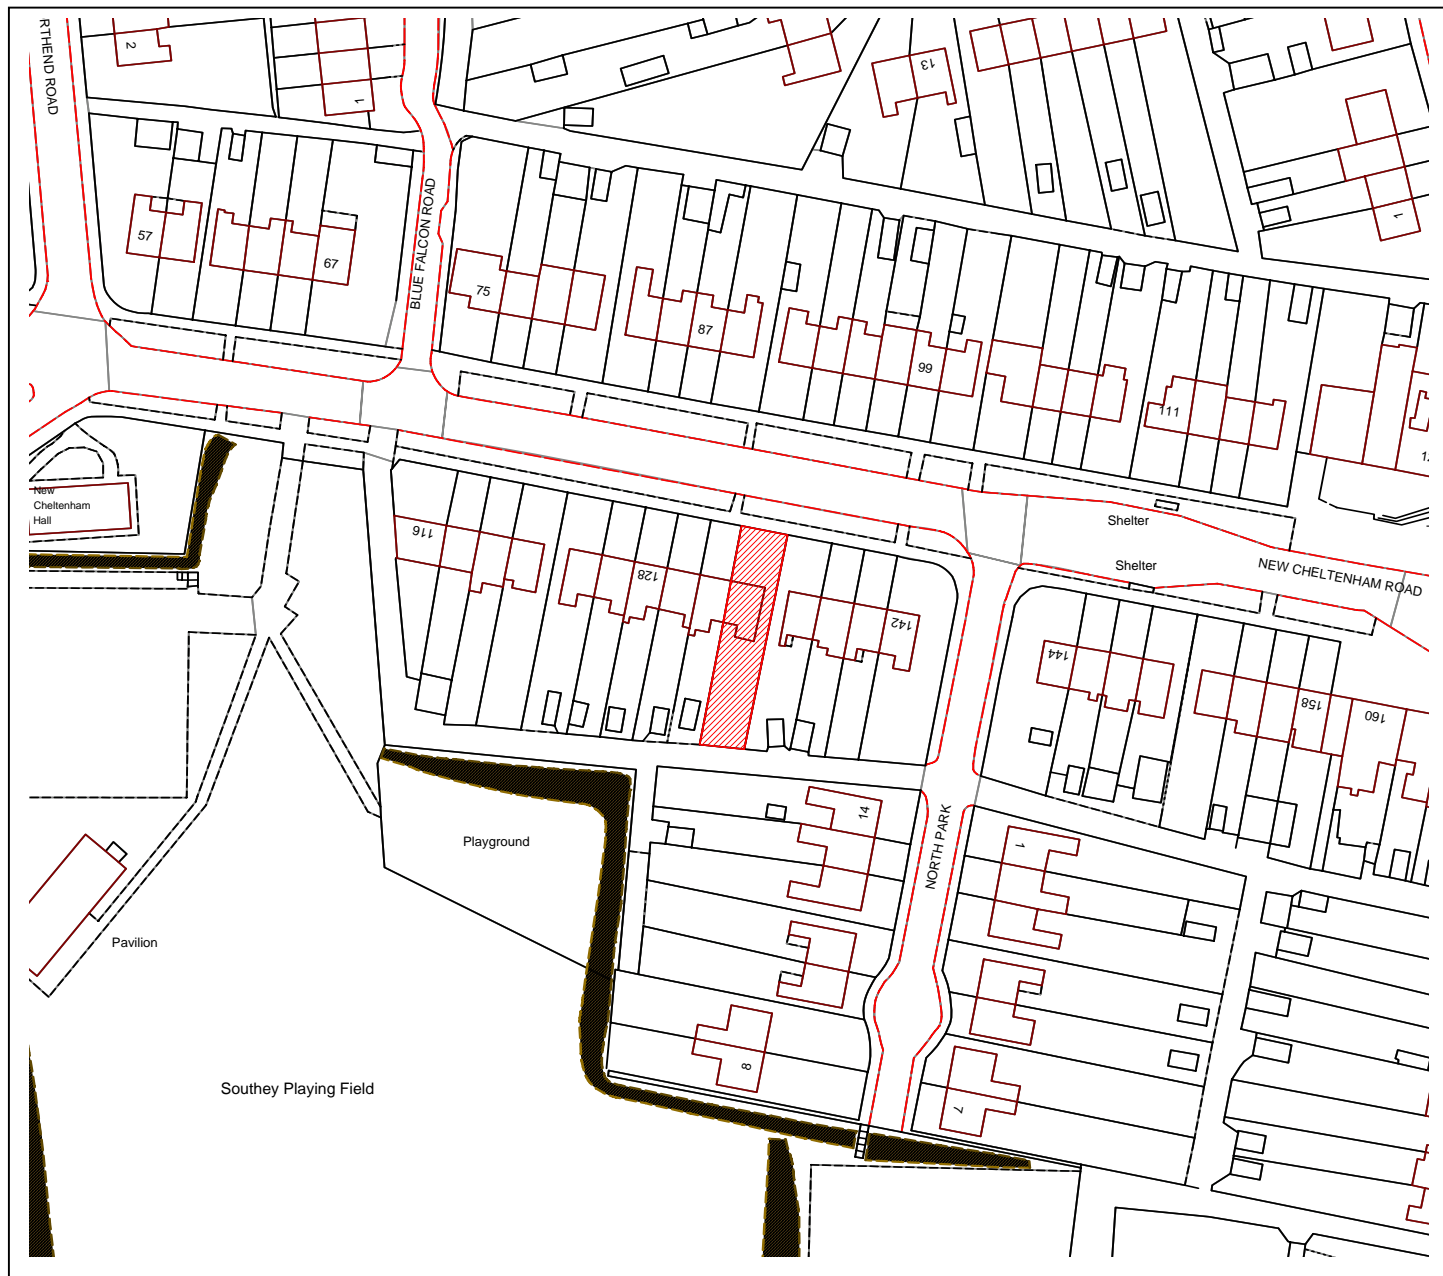 RTHEND ROAD
2
1
13
1
57
67
BLUE FALCON ROAD
75
87
99
111
12
New
Cheltenham
Hall
Shelter
Shelter
NEW CHELTENHAM ROAD
116
128
142
144
158
160
14
Playground
NORTH PARK
1
Pavilion
8
7
Southey Playing Field